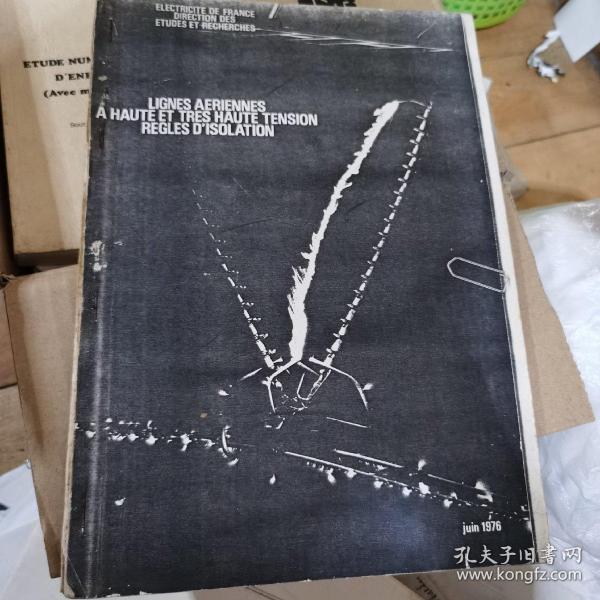 ELECTRICITE DE FRANCE
DIRECTION DES
ETUDES ET RECHERCHES
LIGNES AERIENNES
A HAUTE ET TRES HAUTE TENSION
REGLES D'ISOLATION
juin 1976
ETUDE NUM
D'ENE
(Avec m
孔夫子旧书网
www.kongfz.com